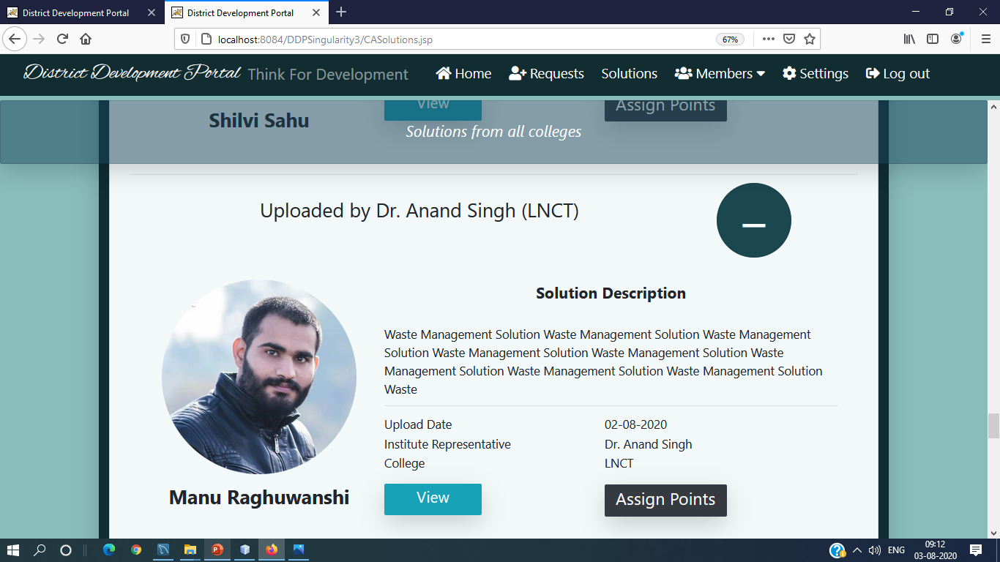 District Development Portal
District Development Portal
localhost:8084/DDPSingularity3/CASolutions.jsp
67%
District Development Portal Think For Development Home Requests Solutions Members Settings Log out
View Assign Points
Shilvi Sahu
Solutions from all colleges
Uploaded by Dr. Anand Singh (LNCT)
Solution Description
Waste Management Solution Waste Management Solution Waste Management
Solution Waste Management Solution Waste Management Solution Waste
Management Solution Waste Management Solution Waste Management Solution
Waste
Upload Date 02-08-2020
Institute Representative Dr. Anand Singh
College LNCT
View Assign Points
Manu Raghuwanshi
ENG
09:12
03-08-2020